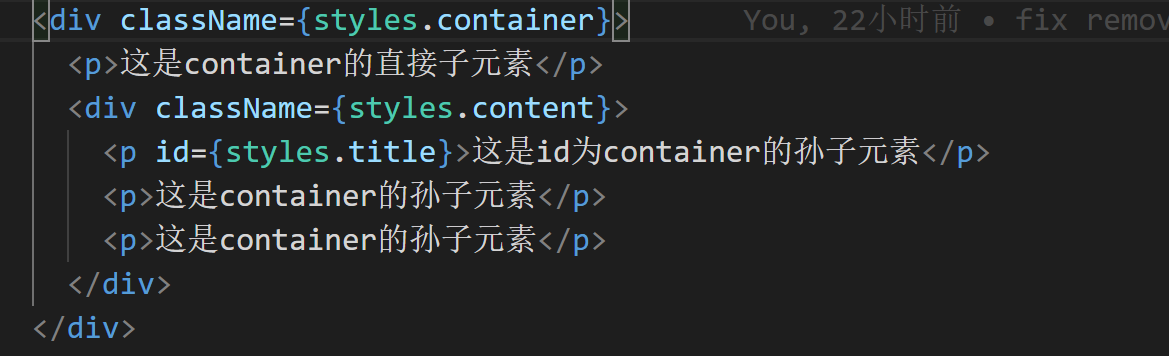 <div className={styles.container}> You, 22小时前 • fix remov
<p>这是container的直接子元素</p>
<div className={styles.content}>
<p id={styles.title}>这是id为container的孙子元素</p>
<p>这是container的孙子元素</p>
<p>这是container的孙子元素</p>
</div>
</div>